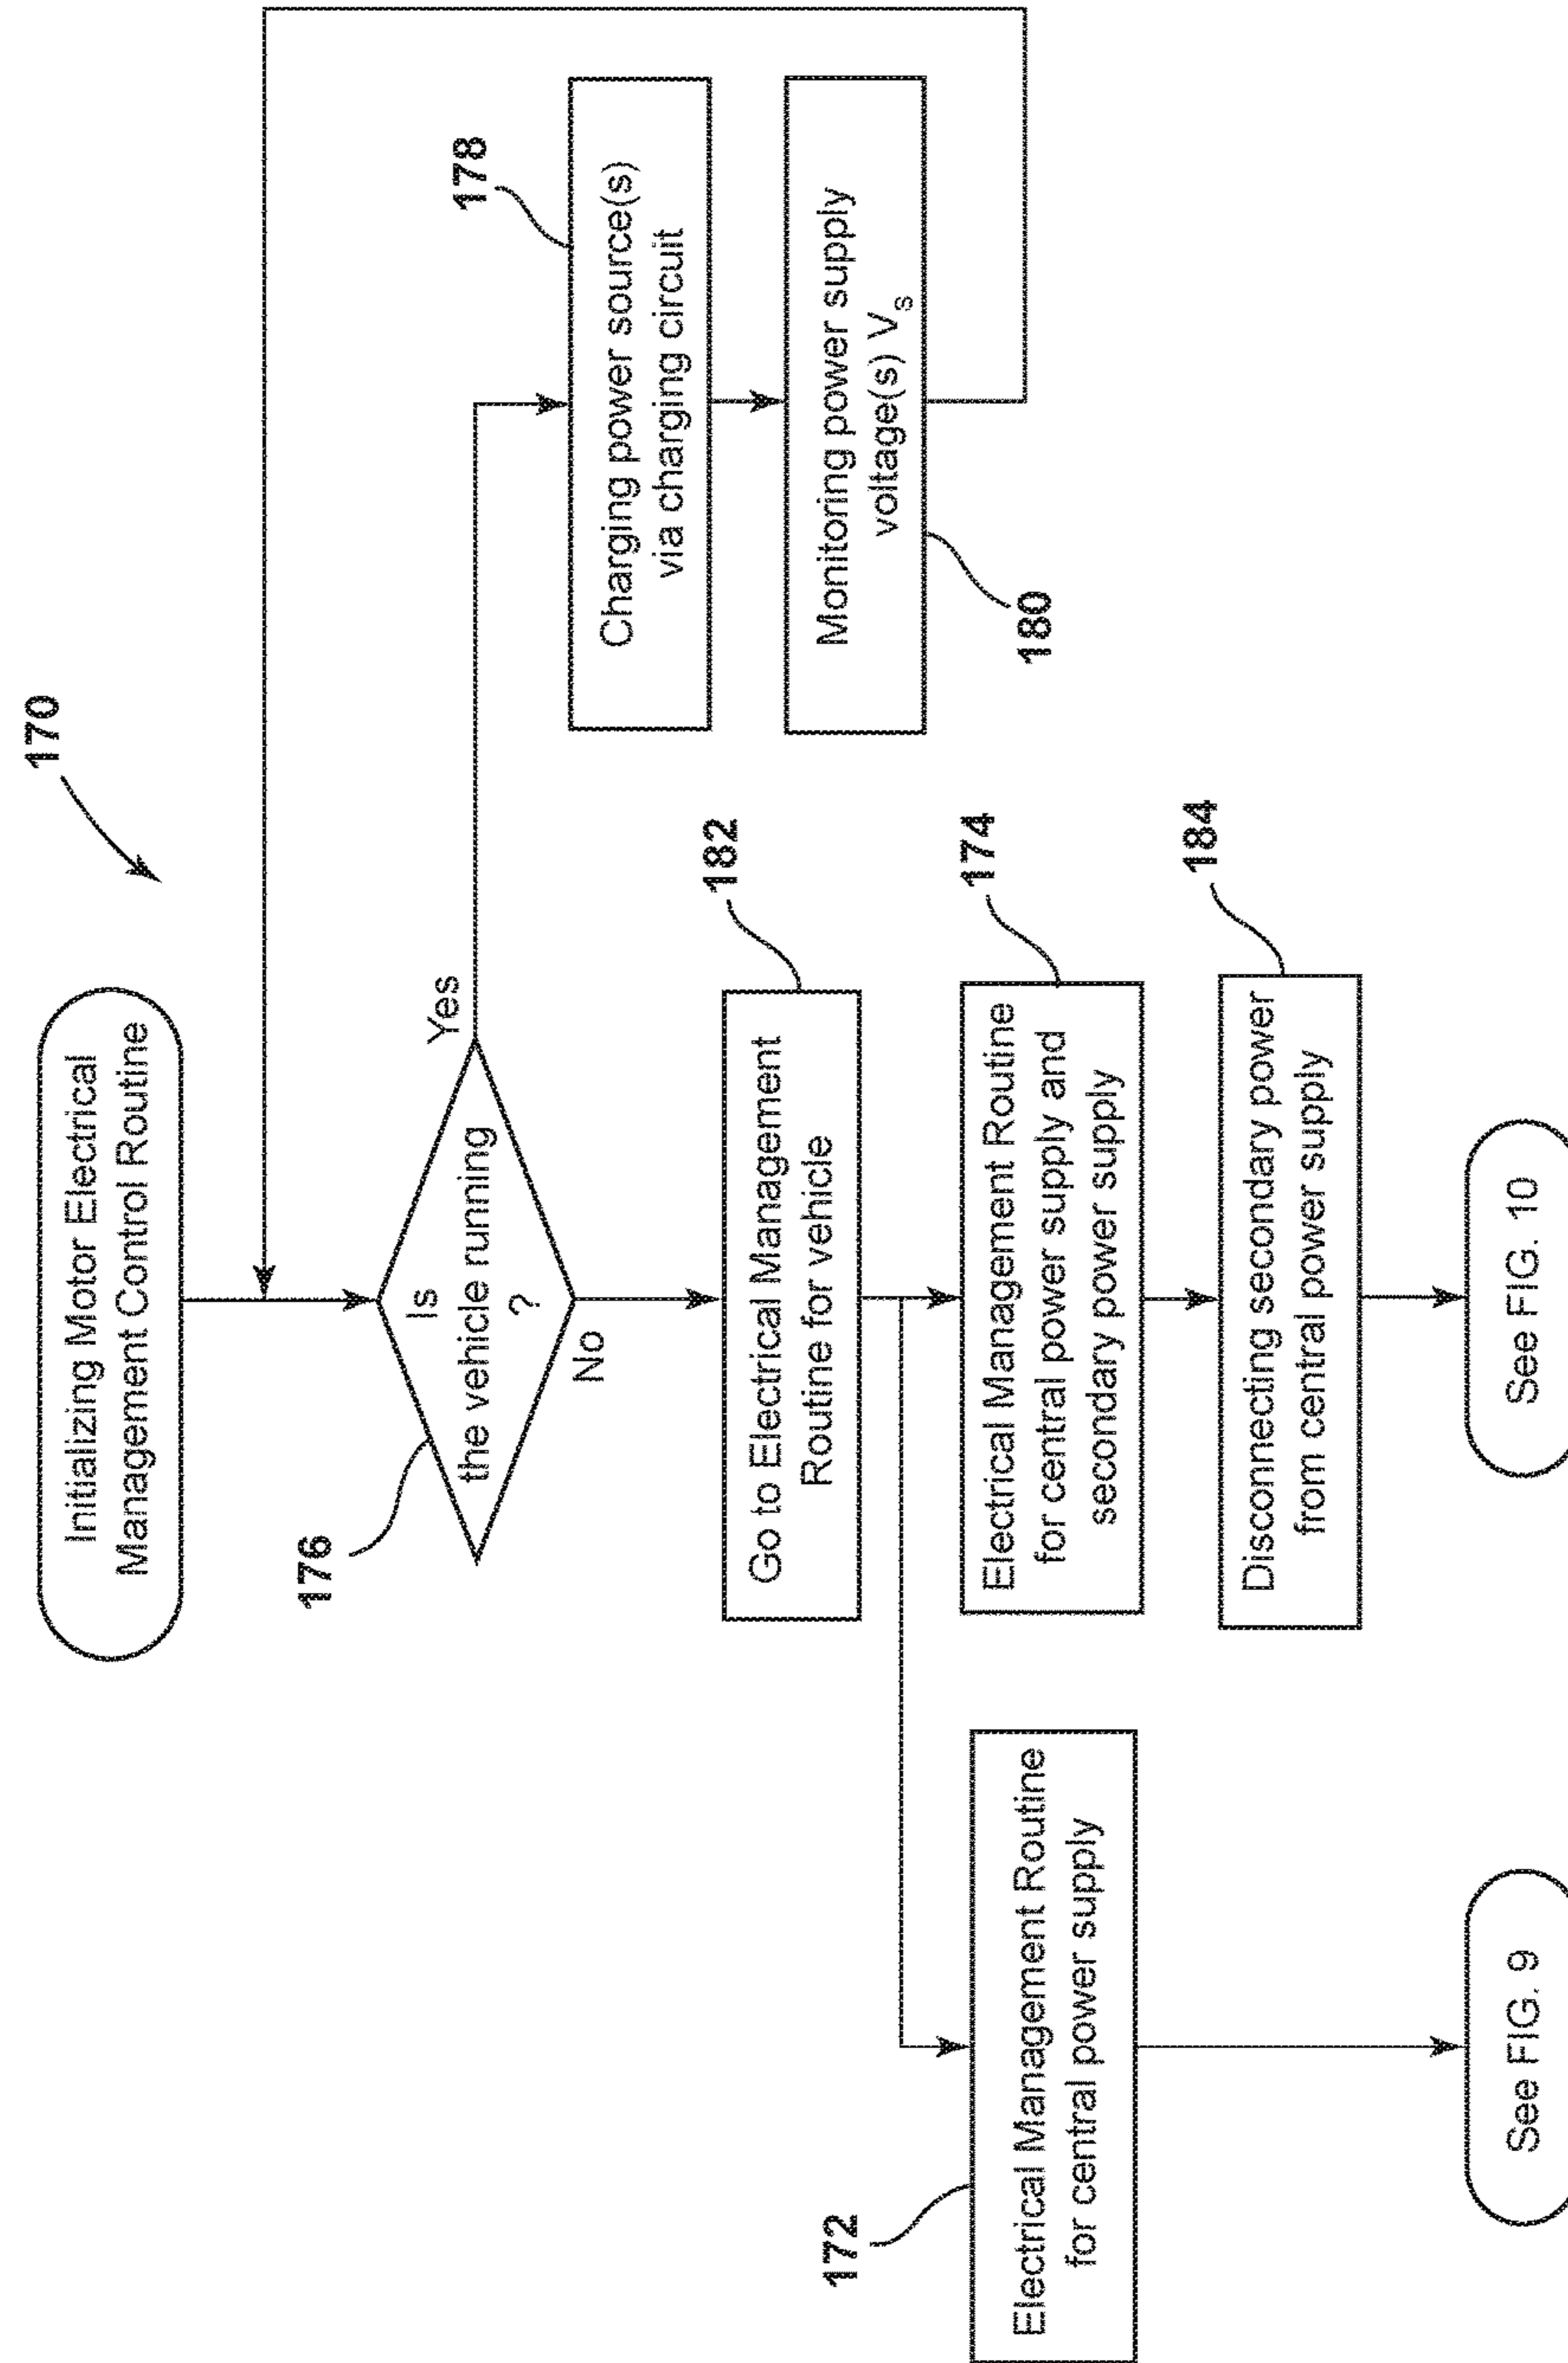 170
Initializing Motor Electrical
Management Control Routine
176
Is
the vehicle running
?
Yes
No
178
Charging power source(s)
via charging circuit
Monitoring power supply
voltage(s) Vs
180
182
Go to Electrical Management
Routine for vehicle
172
Electrical Management Routine
for central power supply
174
Electrical Management Routine
for central power supply and
secondary power supply
184
Disconnecting secondary power
from central power supply
See FIG. 9
See FIG. 10